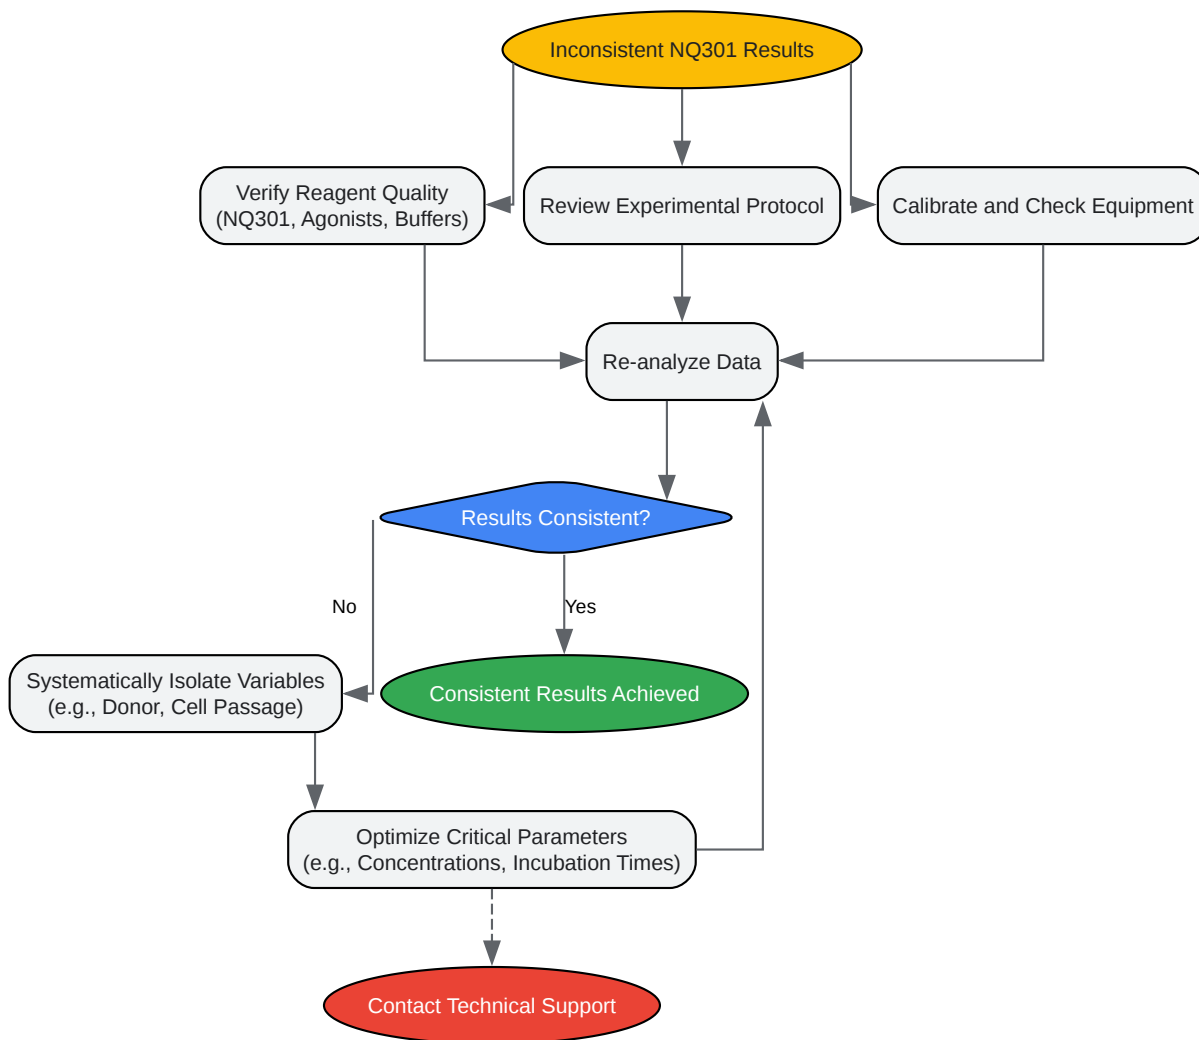 Inconsistent NQ301 Results
Verify Reagent Quality
(NQ301, Agonists, Buffers)
Review Experimental Protocol
Calibrate and Check Equipment
Re-analyze Data
Results Consistent?
No
Yes
Systematically Isolate Variables
(e.g., Donor, Cell Passage)
Consistent Results Achieved
Optimize Critical Parameters
(e.g., Concentrations, Incubation Times)
Contact Technical Support